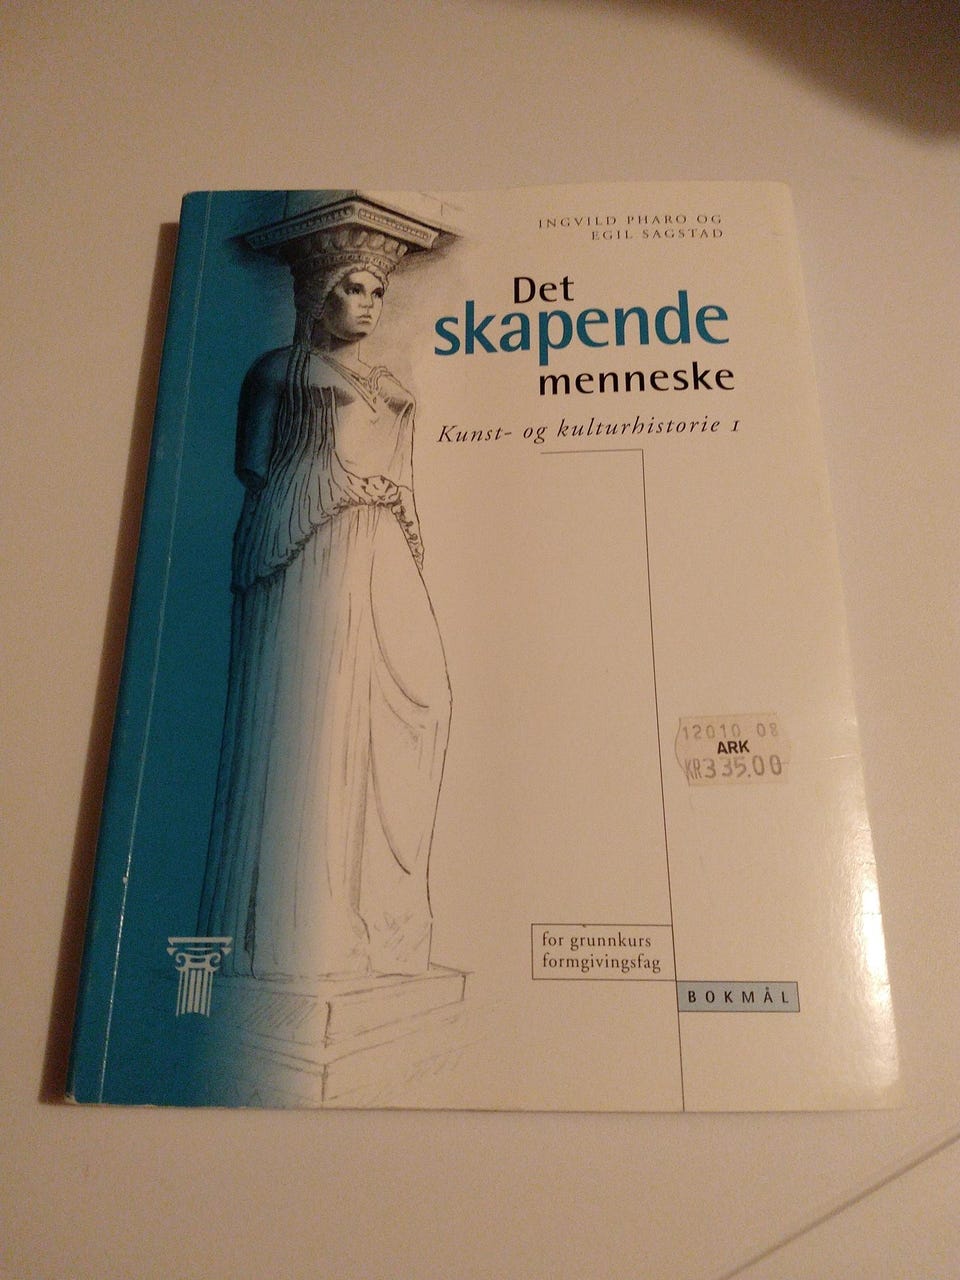 INGVILD PHARO OG
EGIL SAGSTAD
Det
skapende
menneske
Kunst- og kulturhistorie 1
12010 08
ARK
KR335.00
for grunnkurs
formgivingsfag
BOKMÅL